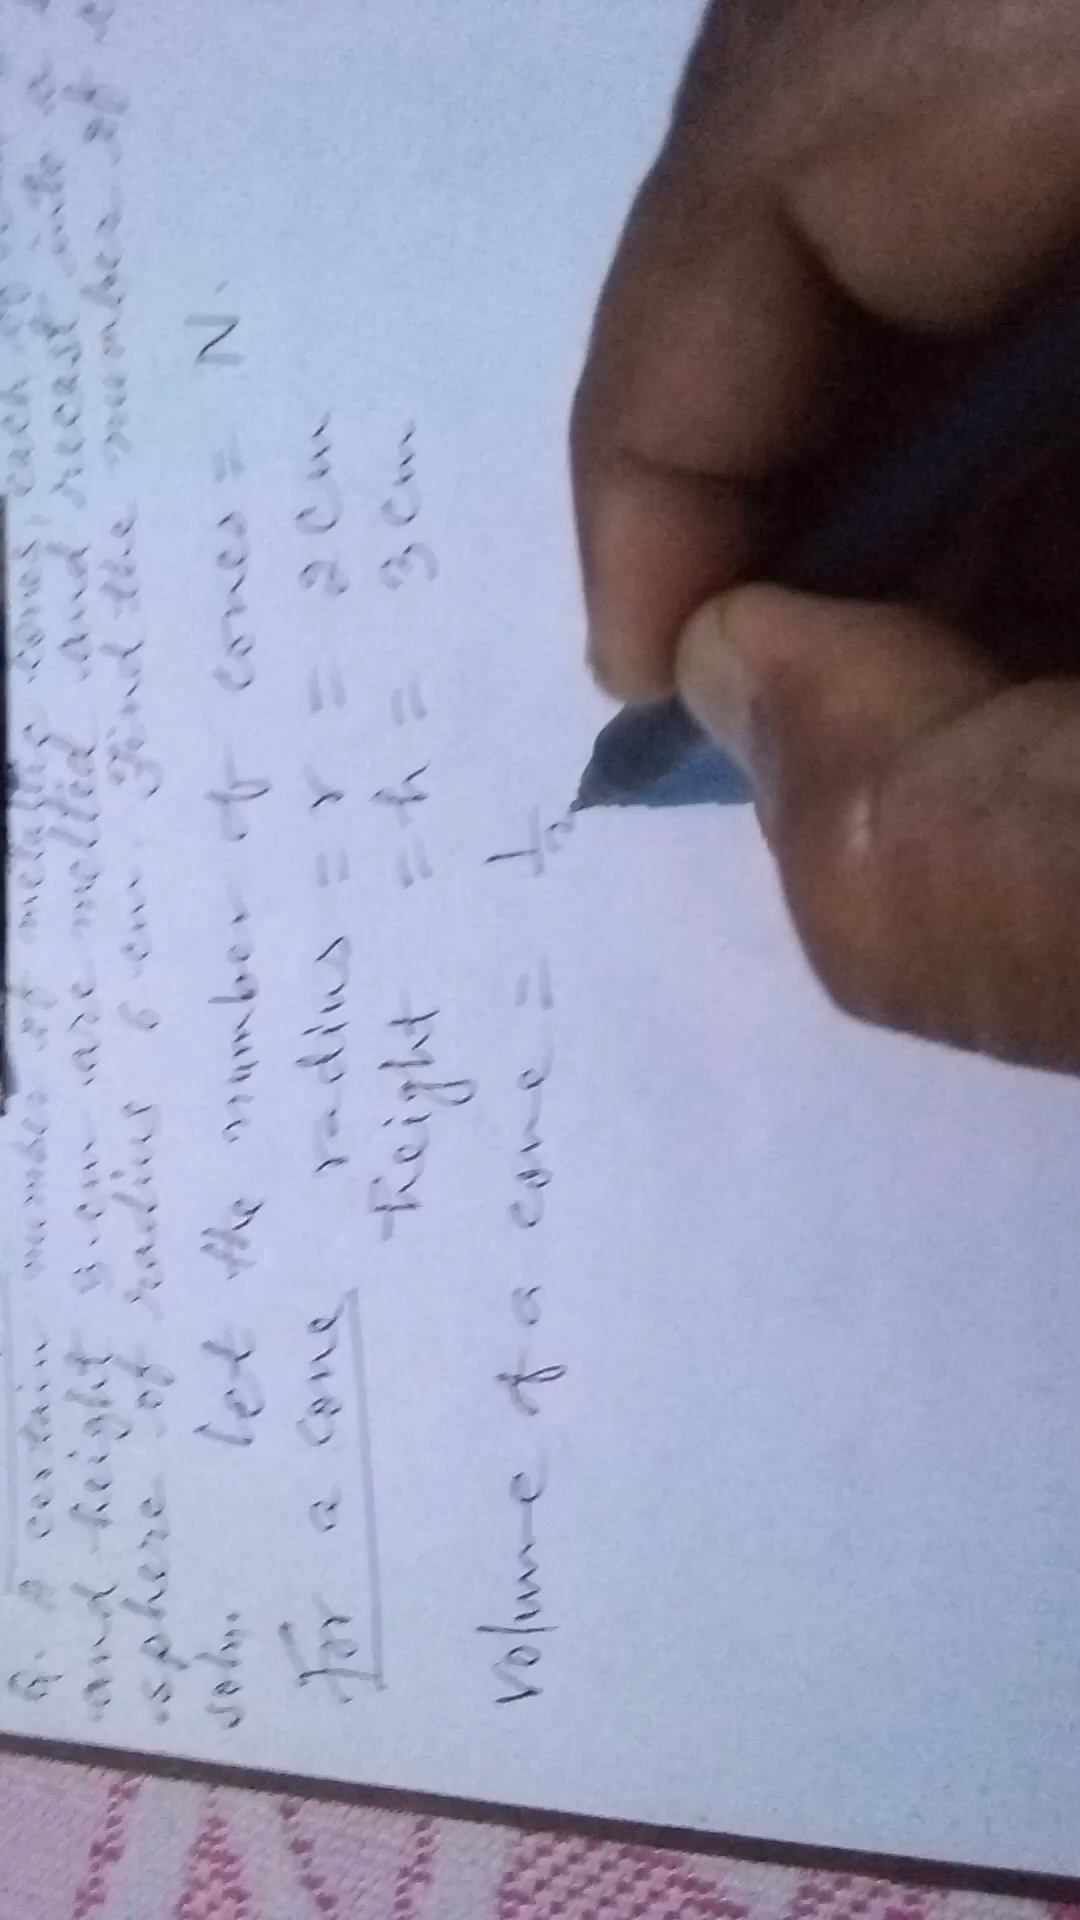 Q. A certain number of metallic cones, each of
and height 3 cm are melted and recast into a
sphere of radius 6 cm. Find the number of
soln. let the number of cones = N.
For a cone radius = r = 2 cm
height = h = 3 cm
volume of a cone = 1/3